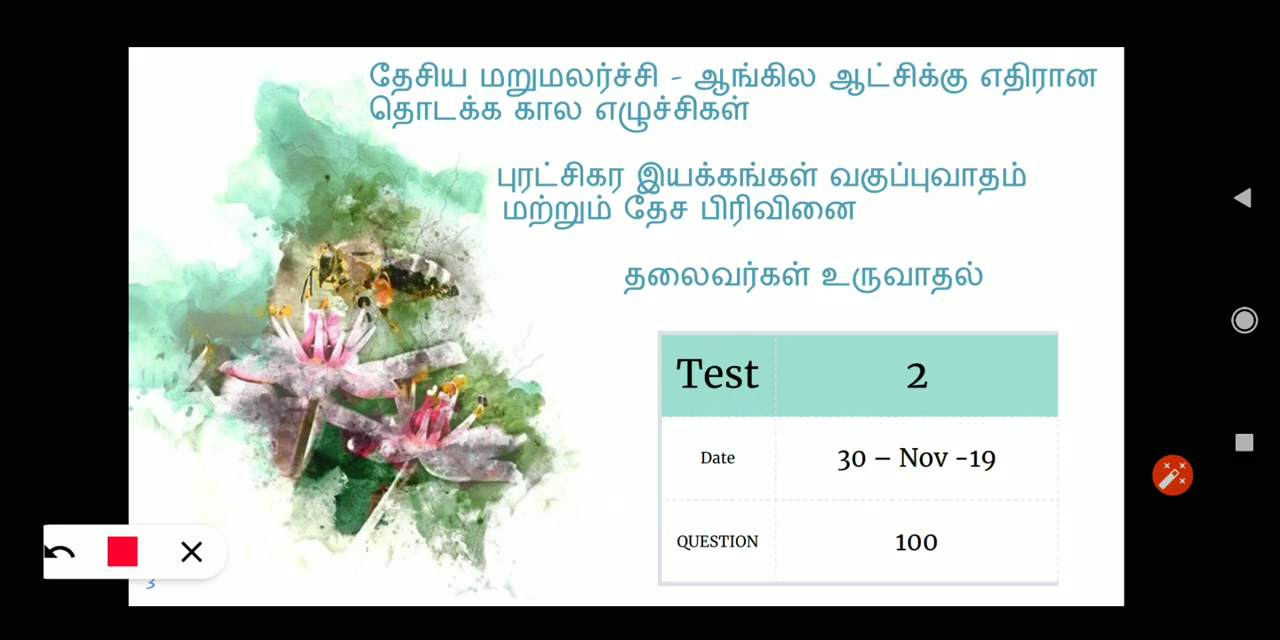 தேசிய மறுமலர்ச்சி - ஆங்கில ஆட்சிக்கு எதிரான
தொடக்க கால எழுச்சிகள்
புரட்சிகர இயக்கங்கள் வகுப்புவாதம்
மற்றும் தேச பிரிவினை
தலைவர்கள் உருவாதல்
Test 2
Date 30 – Nov -19
QUESTION 100
3